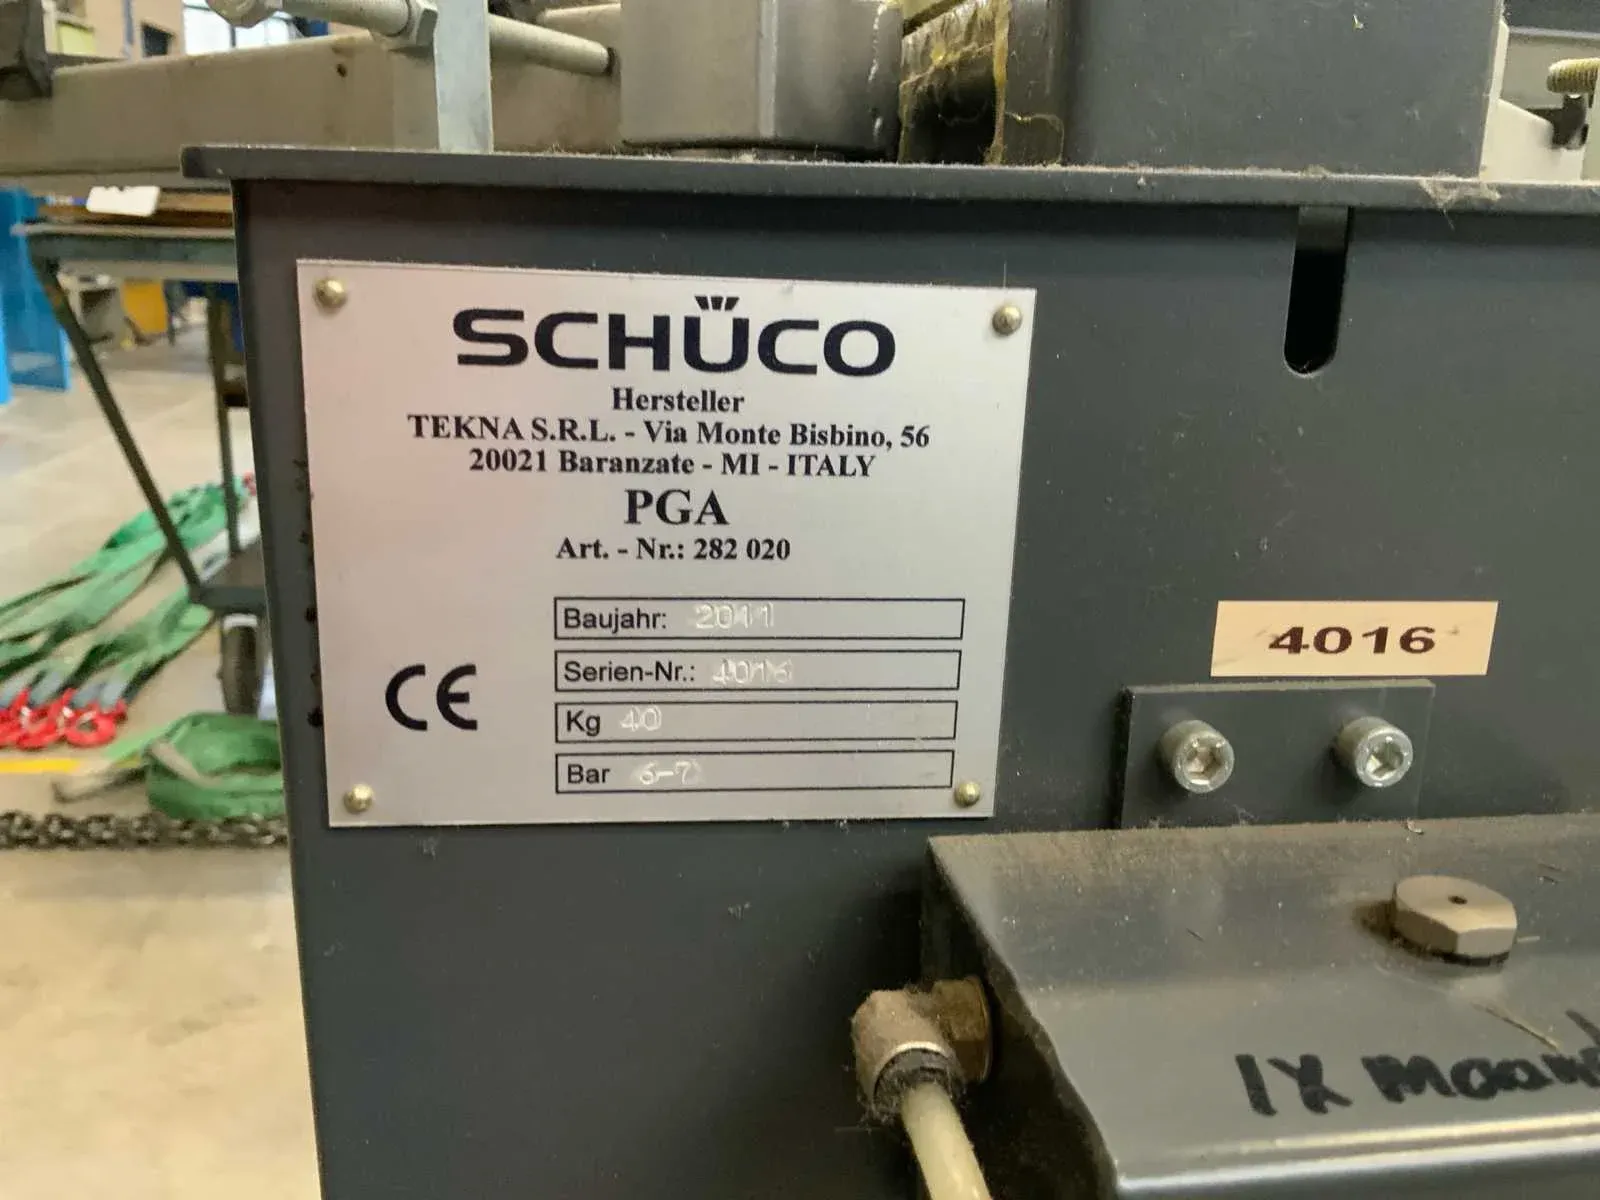 SCHÜCO
Hersteller
TEKNA S.R.L. - Via Monte Bisbino, 56
20021 Baranzate - MI - ITALY
PGA
Art. - Nr.: 282 020
Baujahr: 2011
Serien-Nr.: 4016
CE
Kg 40
Bar 6-7
4016
1X maand